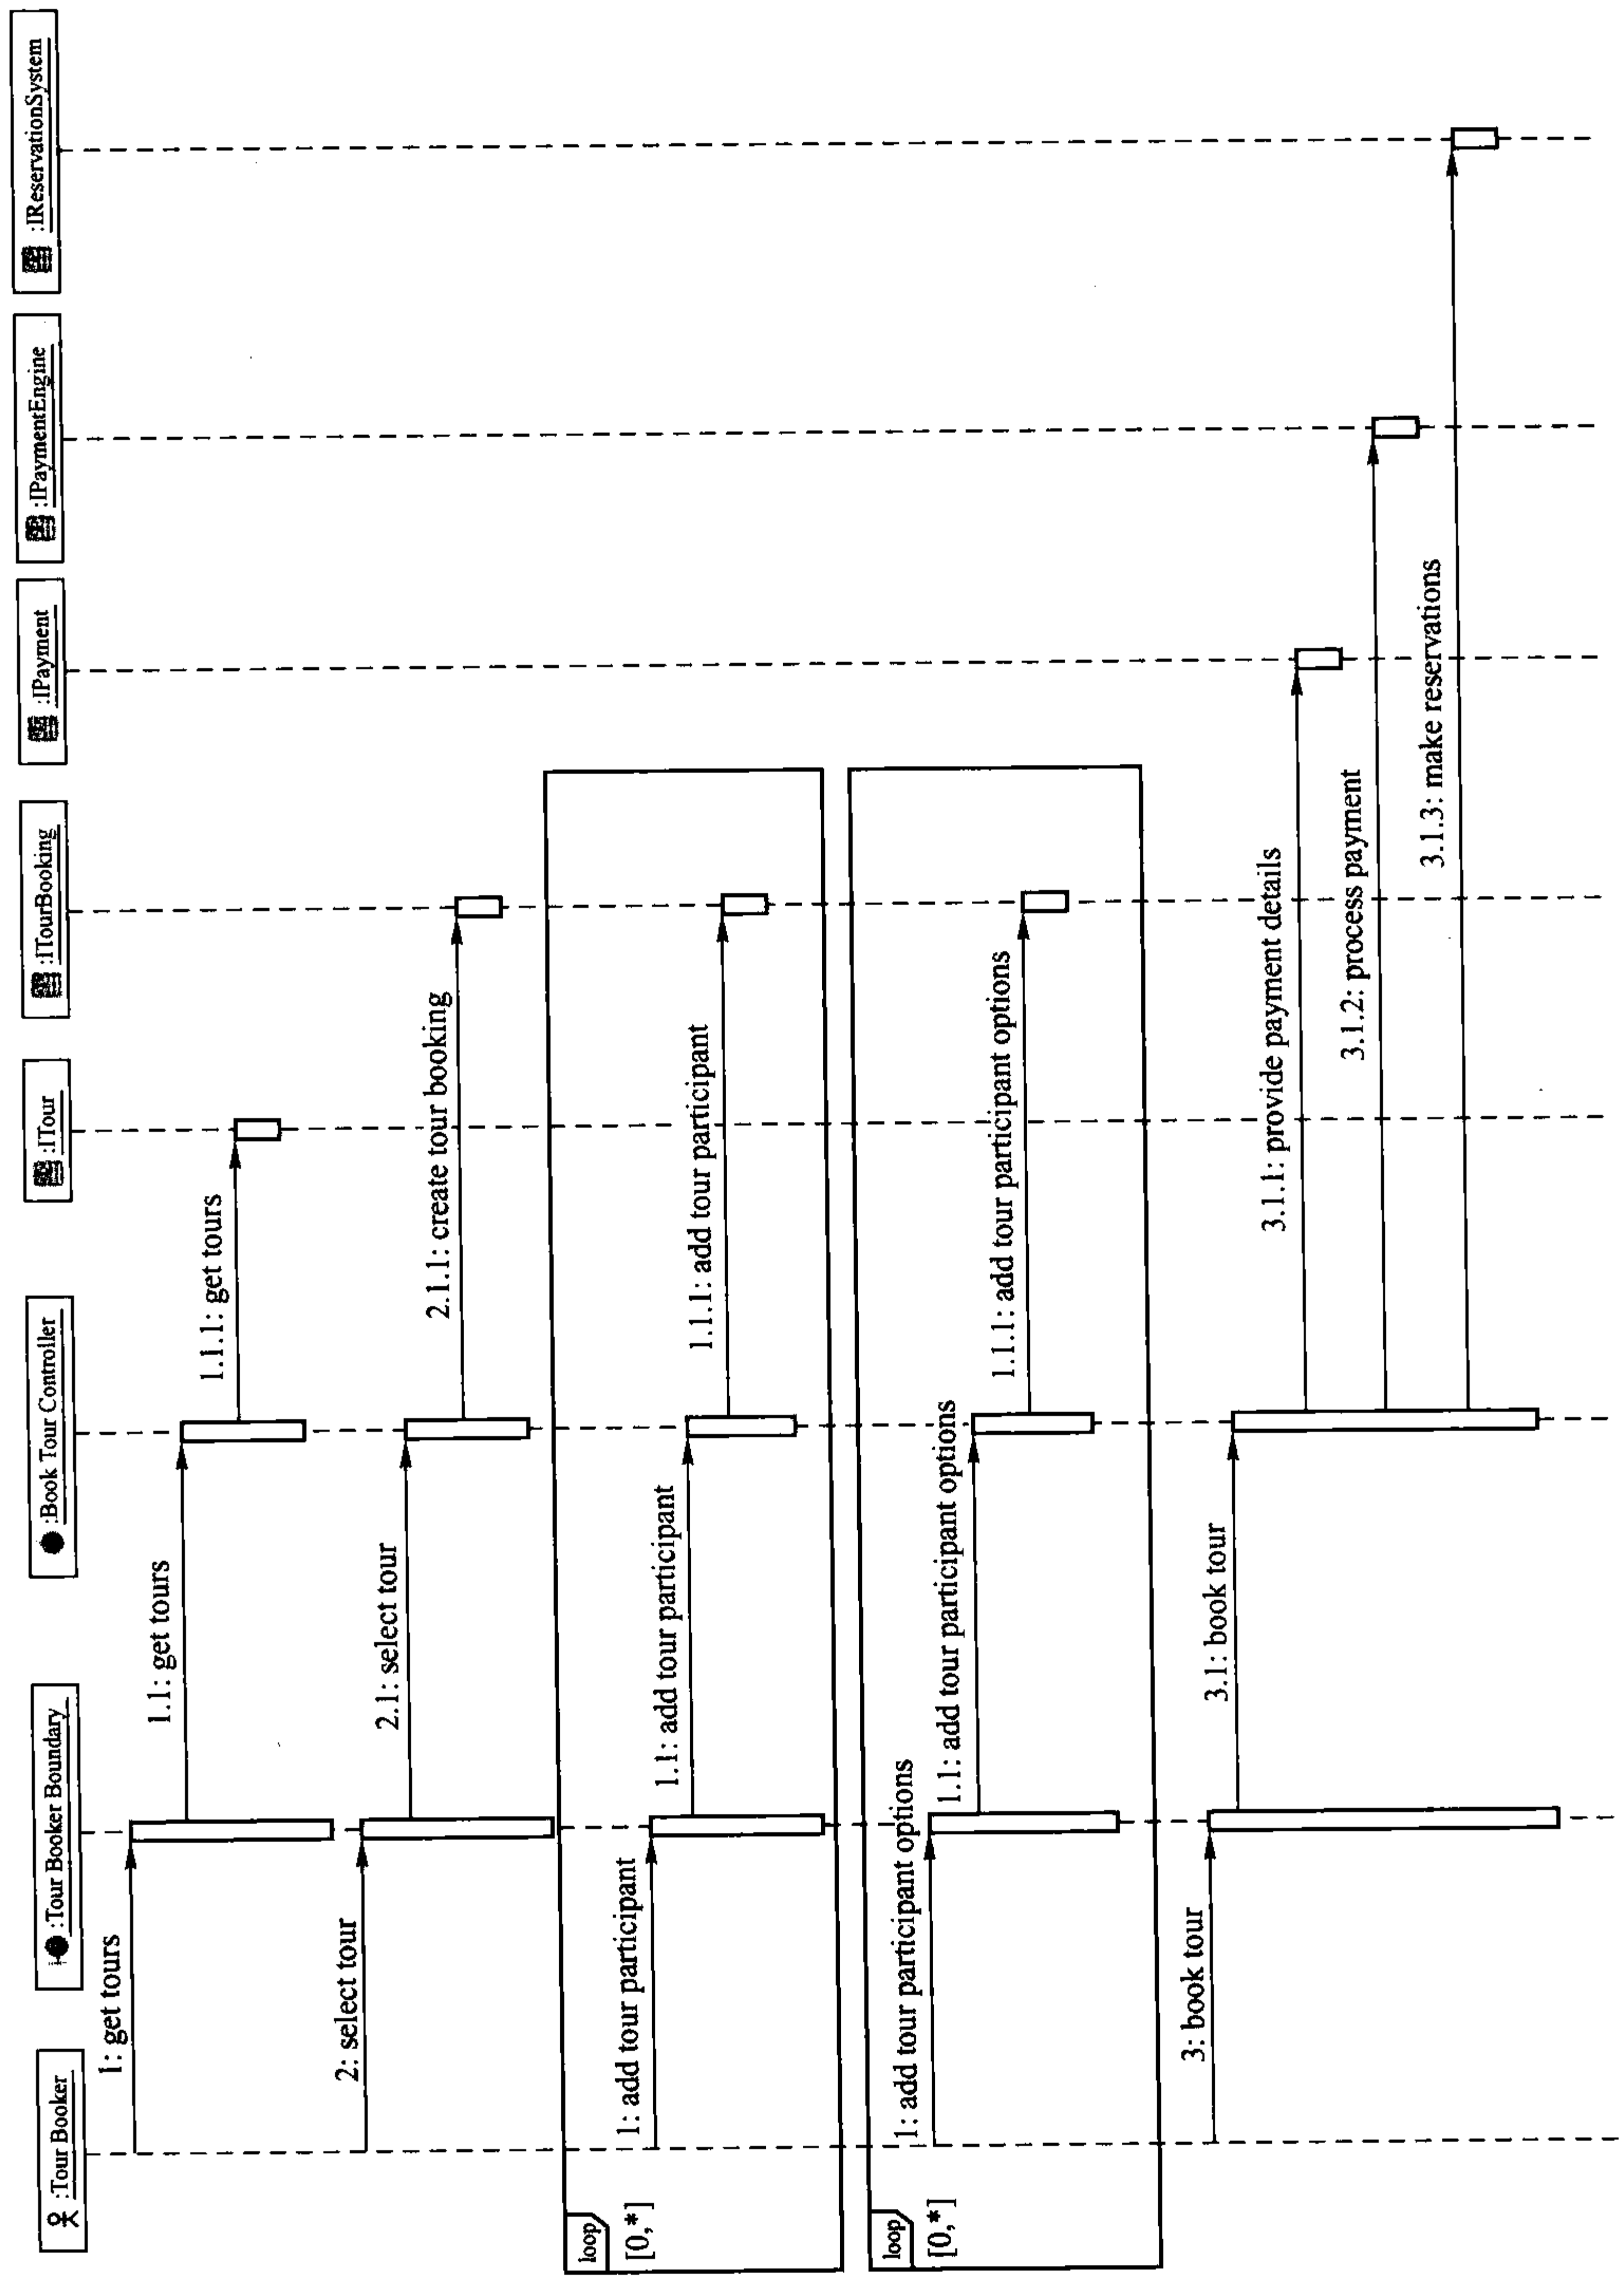 :Tour Booker
:Tour Booker Boundary
:Book Tour Controller
:ITour
:ITourBooking
:IPayment
:IPaymentEngine
:IReservationSystem
1: get tours
1.1: get tours
1.1.1: get tours
2: select tour
2.1: select tour
2.1.1: create tour booking
loop
[0,*]
1: add tour participant
1.1: add tour participant
1.1.1: add tour participant
loop
[0,*]
1: add tour participant options
1.1: add tour participant options
1.1.1: add tour participant options
3: book tour
3.1: book tour
3.1.1: provide payment details
3.1.2: process payment
3.1.3: make reservations